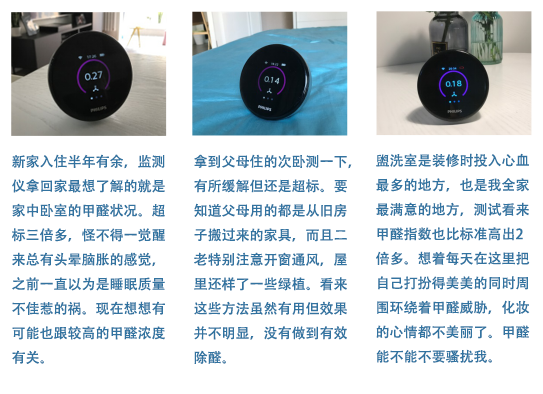 0.27
PHILIPS
0.14
PHILIPS
0.18
PHILIPS
新家入住半年有余，监测
仪拿回家最想了解的就是
家中卧室的甲醛状况。超
标三倍多，怪不得一觉醒
来总有头晕脑胀的感觉，
之前一直以为是睡眠质量
不佳惹的祸。现在想想有
可能也跟较高的甲醛浓度
有关。
拿到父母住的次卧测一下，
有所缓解但还是超标。要
知道父母用的都是从旧房
子搬过来的家具，而且二
老特别注意开窗通风，屋
里还样了一些绿植。看来
这些方法虽然有用但效果
并不明显，没有做到有效
除醛。
盥洗室是装修时投入心血
最多的地方，也是我全家
最满意的地方，测试看来
甲醛指数也比标准高出2
倍多。想着每天在这里把
自己打扮得美美的同时周
围环绕着甲醛威胁，化妆
的心情都不美丽了。甲醛
能不能不要骚扰我。